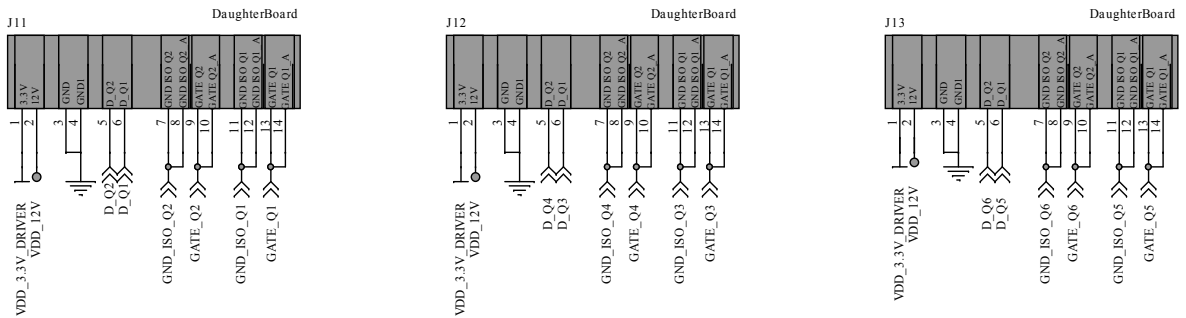 J11
DaughterBoard
3.3V
12V
GND
GND1
D_Q2
D_Q1
GND ISO Q2
GND ISO Q2_A
GATE Q2
GATE Q2_A
GND ISO Q1
GND ISO Q1_A
GATE Q1
GATE Q1_A
1
2
3
4
5
6
7
8
9
10
11
12
13
14
VDD_3.3V_DRIVER
VDD_12V
D_Q2
D_Q1
GND_ISO_Q2
GATE_Q2
GND_ISO_Q1
GATE_Q1
J12
DaughterBoard
3.3V
12V
GND
GND1
D_Q2
D_Q1
GND ISO Q2
GND ISO Q2_A
GATE Q2
GATE Q2_A
GND ISO Q1
GND ISO Q1_A
GATE Q1
GATE Q1_A
1
2
3
4
5
6
7
8
9
10
11
12
13
14
VDD_3.3V_DRIVER
VDD_12V
D_Q4
D_Q3
GND_ISO_Q4
GATE_Q4
GND_ISO_Q3
GATE_Q3
J13
DaughterBoard
3.3V
12V
GND
GND1
D_Q2
D_Q1
GND ISO Q2
GND ISO Q2_A
GATE Q2
GATE Q2_A
GND ISO Q1
GND ISO Q1_A
GATE Q1
GATE Q1_A
1
2
3
4
5
6
7
8
9
10
11
12
13
14
VDD_3.3V_DRIVER
VDD_12V
D_Q6
D_Q5
GND_ISO_Q6
GATE_Q6
GND_ISO_Q5
GATE_Q5